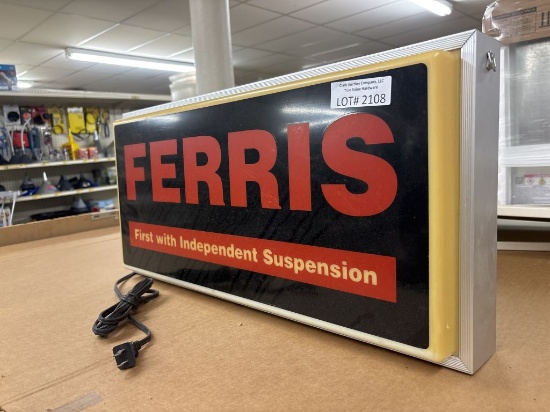 LOT# 2108
FERRIS
First with Independent Suspension